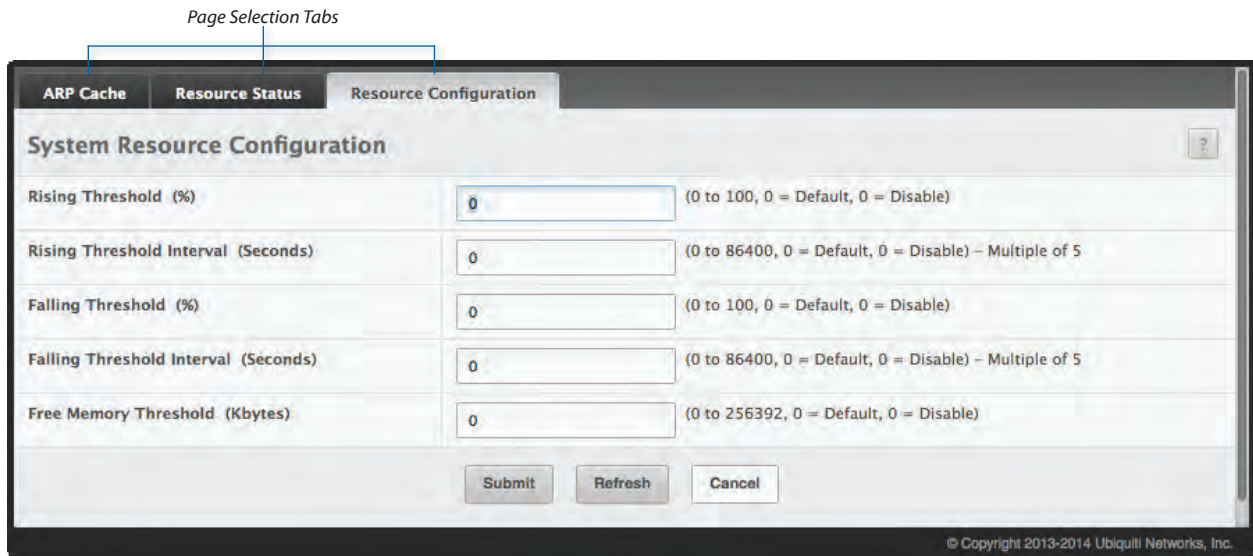 Page Selection Tabs
ARP Cache Resource Status Resource Configuration
System Resource Configuration ?
Rising Threshold (%) 0 (0 to 100, 0 = Default, 0 = Disable)
Rising Threshold Interval (Seconds) 0 (0 to 86400, 0 = Default, 0 = Disable) – Multiple of 5
Falling Threshold (%) 0 (0 to 100, 0 = Default, 0 = Disable)
Falling Threshold Interval (Seconds) 0 (0 to 86400, 0 = Default, 0 = Disable) – Multiple of 5
Free Memory Threshold (Kbytes) 0 (0 to 256392, 0 = Default, 0 = Disable)
Submit Refresh Cancel
© Copyright 2013-2014 Ubiquiti Networks, Inc.